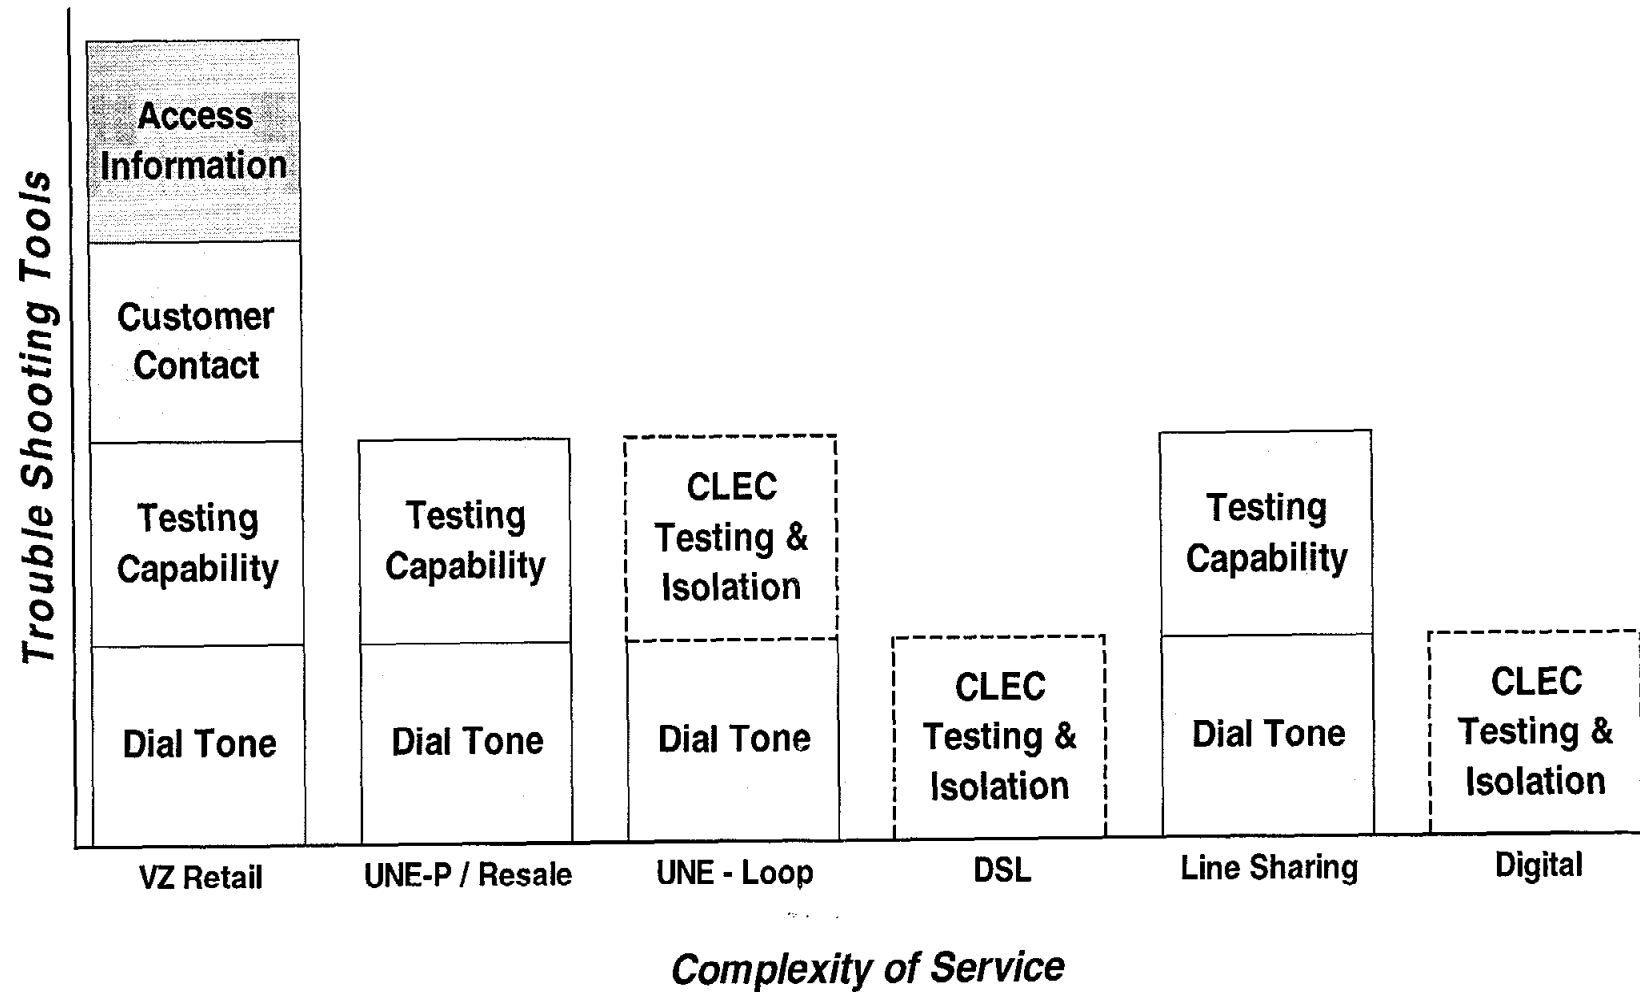 Trouble Shooting Tools
Access
Information
Customer
Contact
Testing
Capability
Dial Tone
Testing
Capability
Dial Tone
CLEC
Testing &
Isolation
Dial Tone
CLEC
Testing &
Isolation
Testing
Capability
Dial Tone
CLEC
Testing &
Isolation
VZ Retail
UNE-P / Resale
UNE - Loop
DSL
Line Sharing
Digital
Complexity of Service